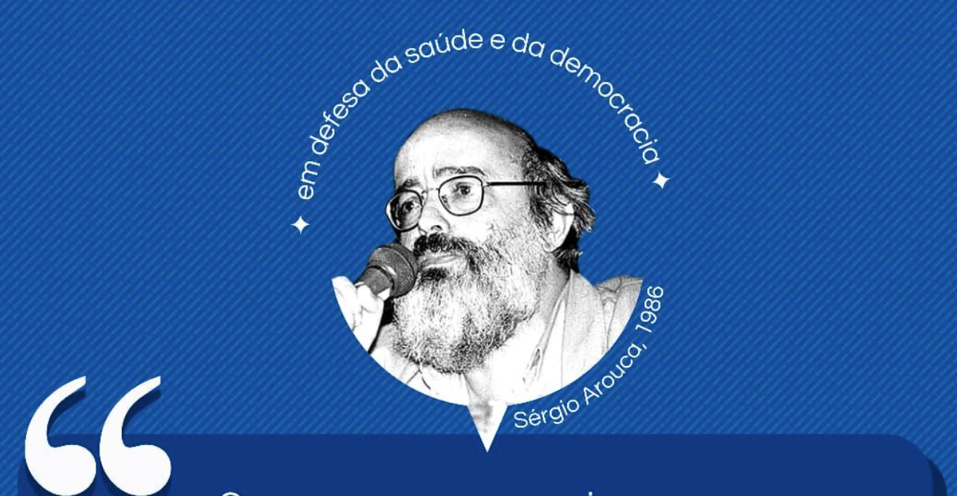 em defesa da saúde e da democracia
Sérgio Arouca, 1986